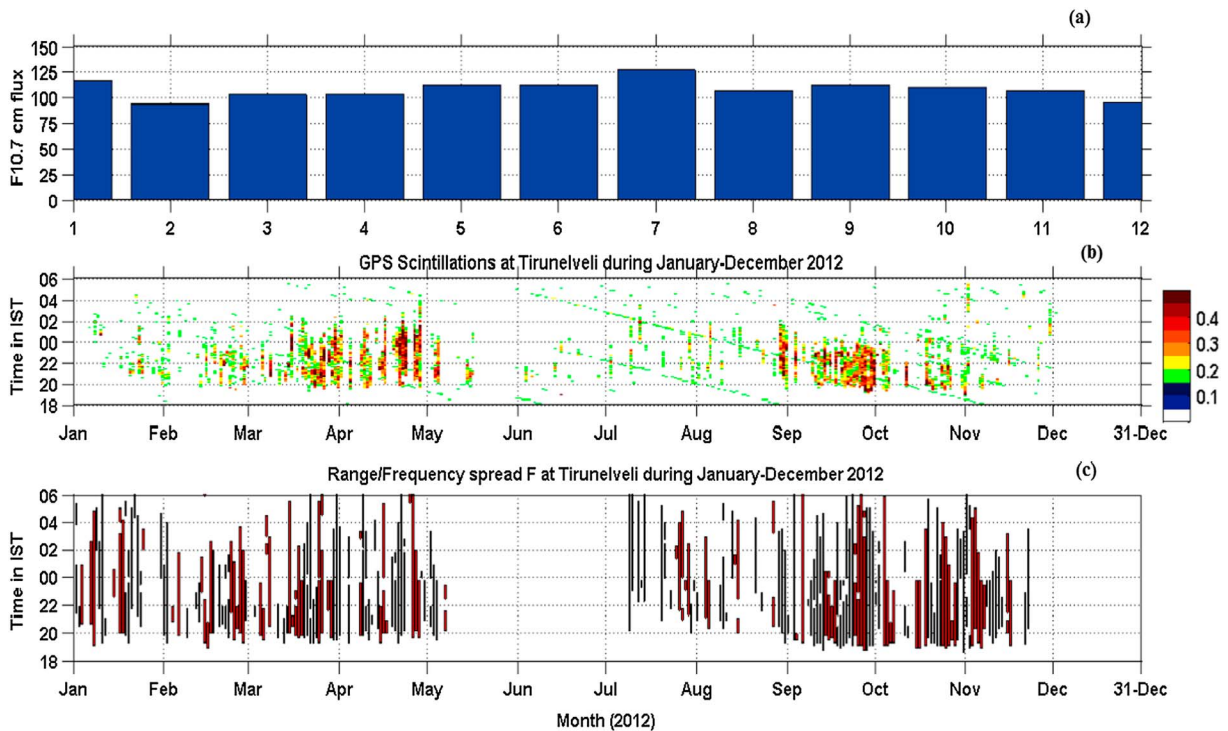 (a)
F10.7 cm flux
150
125
100
75
50
25
0
1 2 3 4 5 6 7 8 9 10 11 12
GPS Scintillations at Tirunelveli during January-December 2012
(b)
Time in IST
06
04
02
00
22
20
18
Jan Feb Mar Apr May Jun Jul Aug Sep Oct Nov Dec 31-Dec
0.4
0.3
0.2
0.1
Range/Frequency spread F at Tirunelveli during January-December 2012
(c)
Time in IST
06
04
02
00
22
20
18
Jan Feb Mar Apr May Jun Jul Aug Sep Oct Nov Dec 31-Dec
Month (2012)